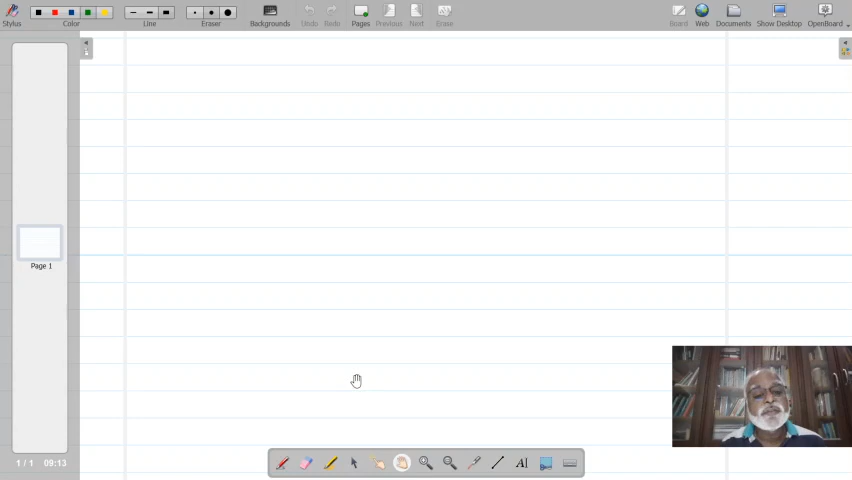 Stylus
Color
Line
Eraser
Backgrounds
Undo
Redo
Pages
Previous
Next
Erase
Board
Web
Documents
Show Desktop
OpenBoard
Page 1
1 / 1 09:13
AI